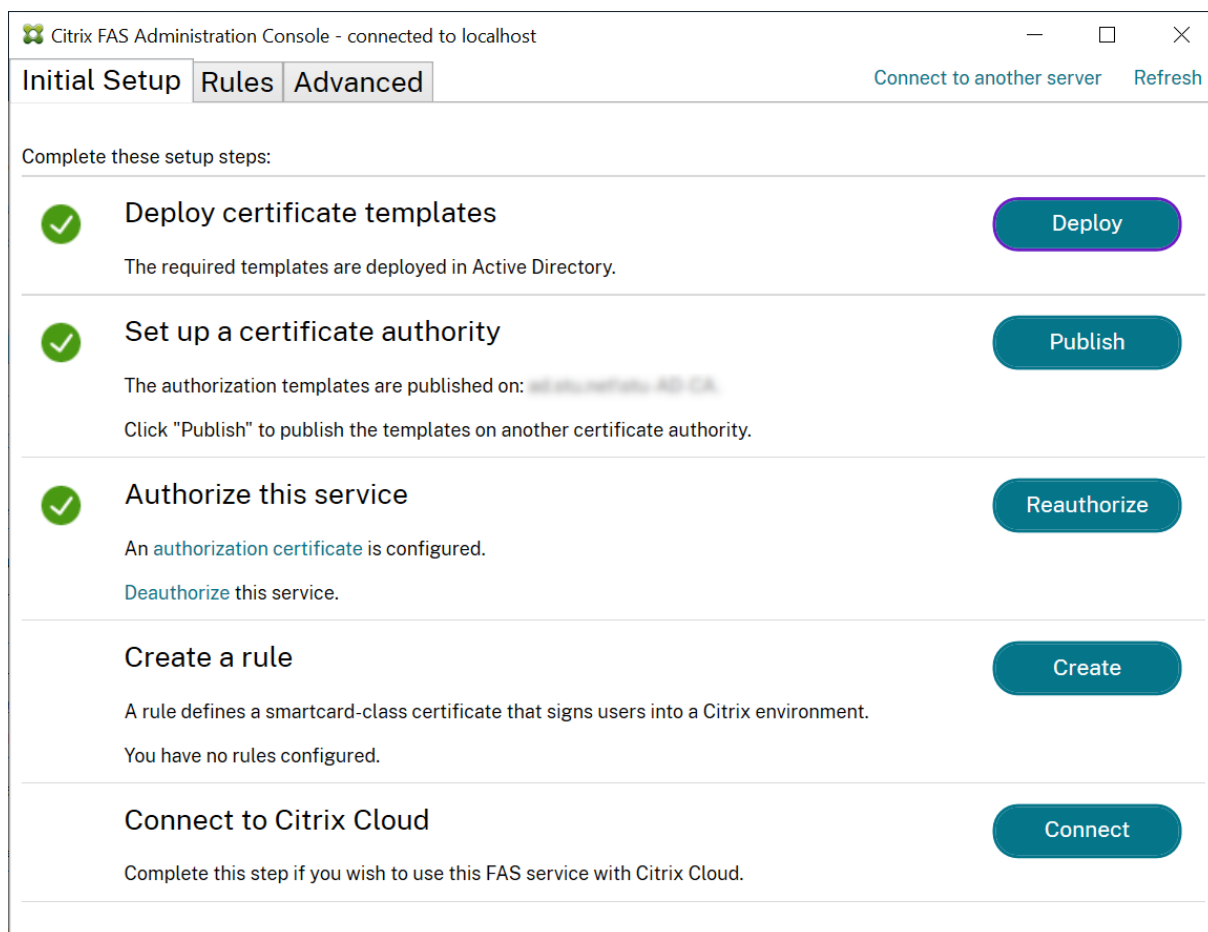 Citrix FAS Administration Console - connected to localhost
Initial Setup Rules Advanced Connect to another server Refresh
Complete these setup steps:
Deploy certificate templates
Deploy
The required templates are deployed in Active Directory.
Set up a certificate authority
Publish
The authorization templates are published on:
Click "Publish" to publish the templates on another certificate authority.
Authorize this service
Reauthorize
An authorization certificate is configured.
Deauthorize this service.
Create a rule
Create
A rule defines a smartcard-class certificate that signs users into a Citrix environment.
You have no rules configured.
Connect to Citrix Cloud
Connect
Complete this step if you wish to use this FAS service with Citrix Cloud.